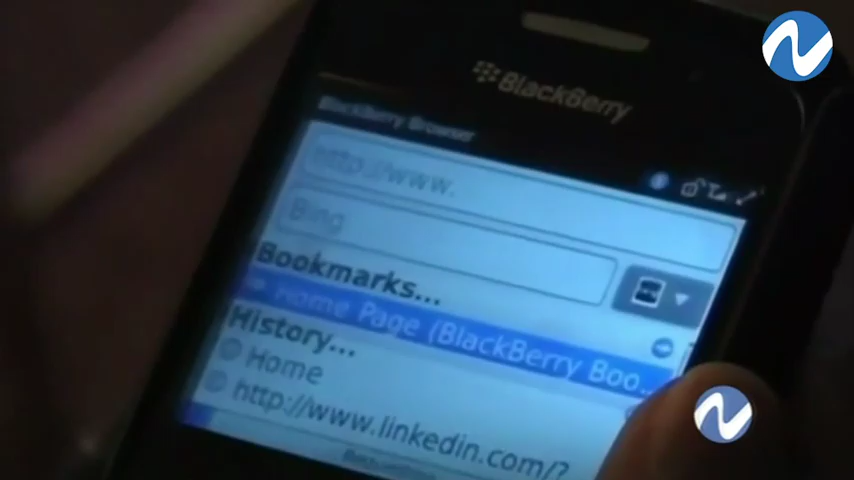 BlackBerry
BlackBerry Browser
http://www.
Bing
Bookmarks...
Home Page (BlackBerry Boo...
History...
Home
http://www.linkedin.com/?